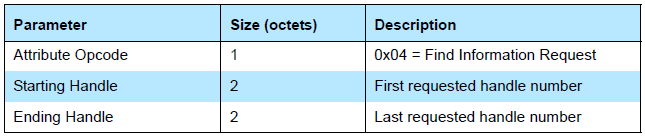 Parameter Size (octets) Description
Attribute Opcode 1 0x04 = Find Information Request
Starting Handle 2 First requested handle number
Ending Handle 2 Last requested handle number